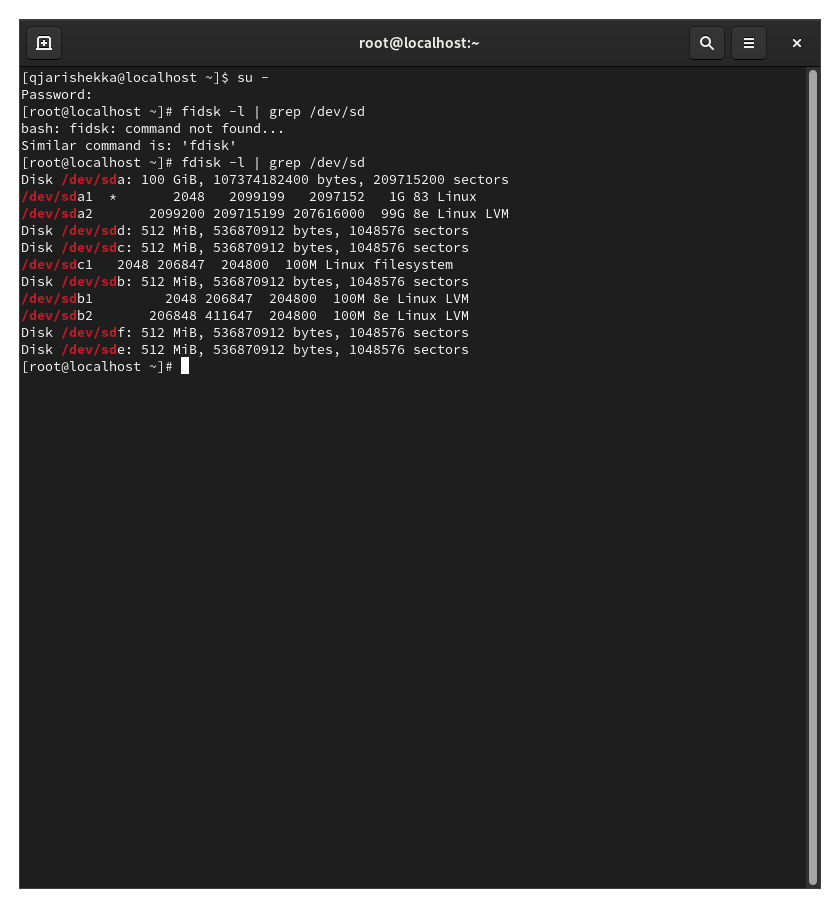 root@localhost:~
[qjarishekka@localhost ~]$ su -
Password:
[root@localhost ~]# fidsk -l | grep /dev/sd
bash: fidsk: command not found...
Similar command is: 'fdisk'
[root@localhost ~]# fdisk -l | grep /dev/sd
Disk /dev/sda: 100 GiB, 107374182400 bytes, 209715200 sectors
/dev/sda1  *       2048   2099199   2097152   1G 83 Linux
/dev/sda2       2099200 209715199 207616000  99G 8e Linux LVM
Disk /dev/sdd: 512 MiB, 536870912 bytes, 1048576 sectors
Disk /dev/sdc: 512 MiB, 536870912 bytes, 1048576 sectors
/dev/sdc1   2048 206847  204800  100M Linux filesystem
Disk /dev/sdb: 512 MiB, 536870912 bytes, 1048576 sectors
/dev/sdb1         2048 206847  204800  100M 8e Linux LVM
/dev/sdb2       206848 411647  204800  100M 8e Linux LVM
Disk /dev/sdf: 512 MiB, 536870912 bytes, 1048576 sectors
Disk /dev/sde: 512 MiB, 536870912 bytes, 1048576 sectors
[root@localhost ~]#